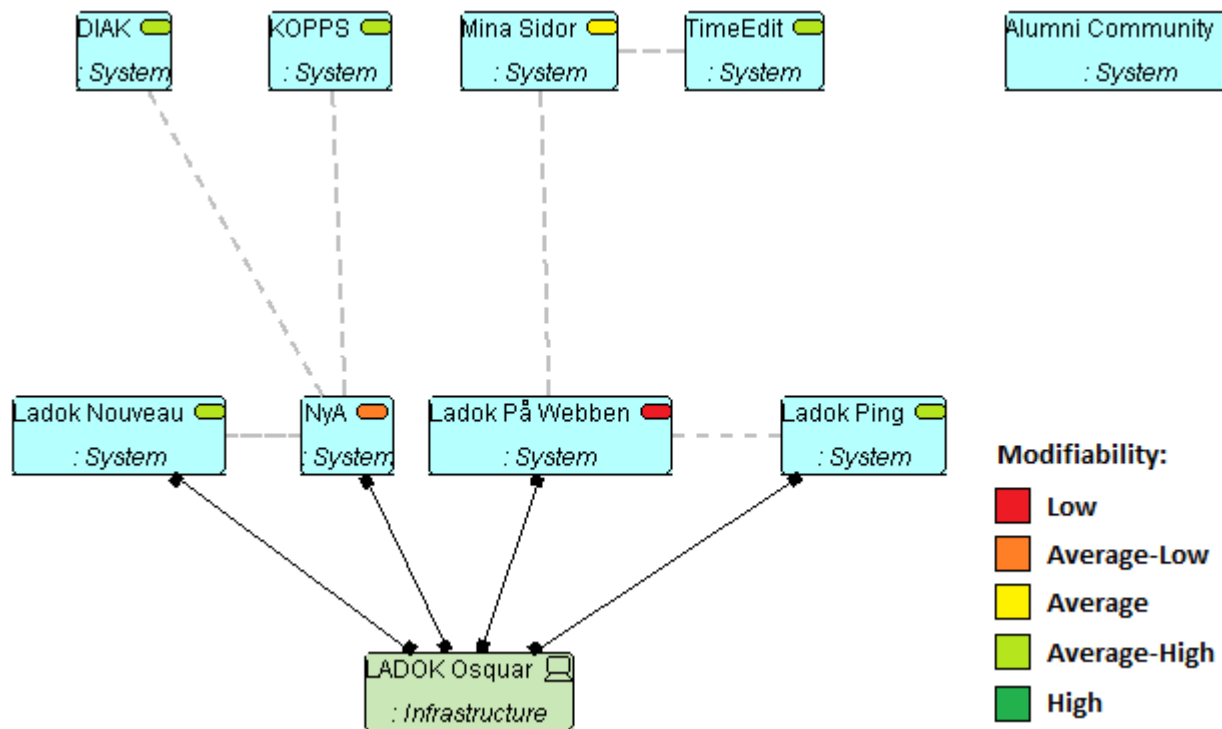 DIAK
: System
KOPPS
: System
Mina Sidor
: System
TimeEdit
: System
Alumni Community
: System
Ladok Nouveau
: System
NyA
: System
Ladok På Webben
: System
Ladok Ping
: System
LADOK Osquar
: Infrastructure
Modifiability:
Low
Average-Low
Average
Average-High
High